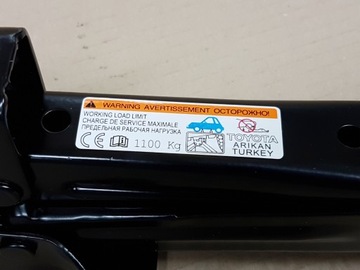 WARNING AVERTISSEMENT ОСТОРОЖНО!
WORKING LOAD LIMIT
CHARGE DE SERVICE MAXIMALE
ПРЕДЕЛЬНАЯ РАБОЧАЯ НАГРУЗКА
CE 1100 Kg
TOYOTA
ARIKAN
TURKEY